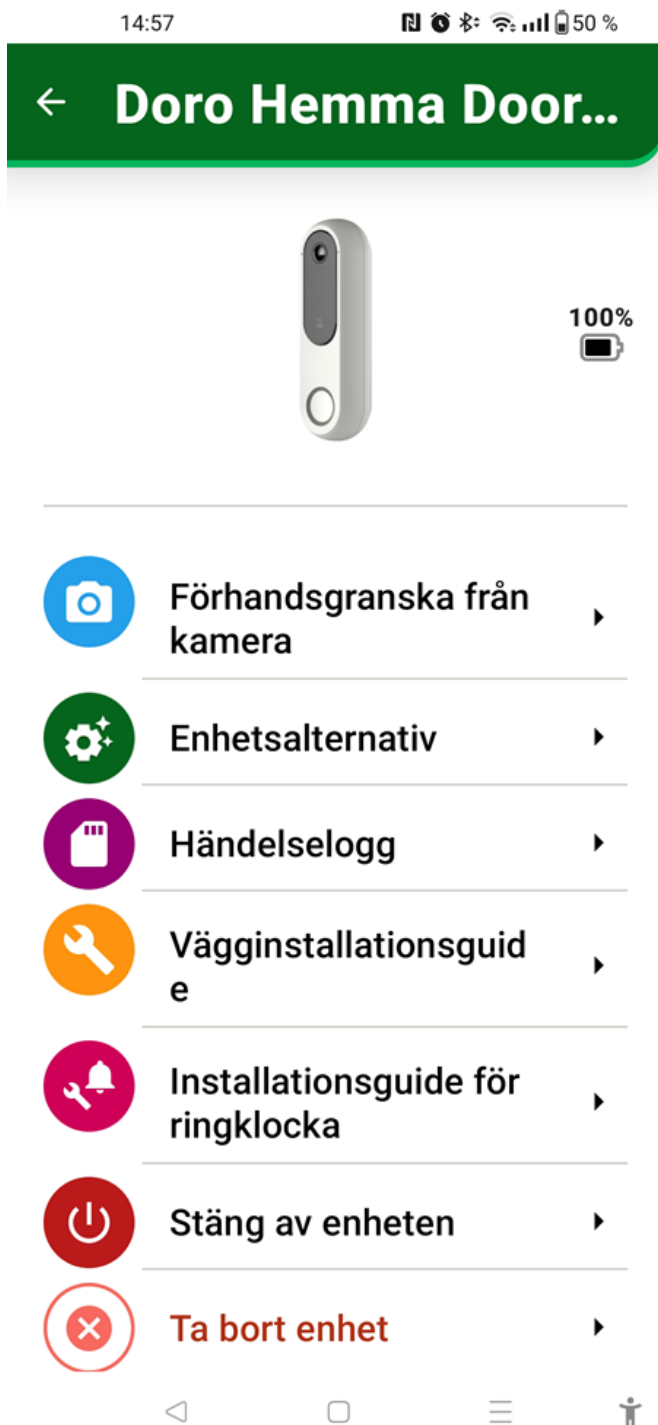 14:57 50 %
Doro Hemma Door...
100%
Förhandsgranska från
kamera
Enhetsalternativ
Händelselogg
Vägginstallationsguid
e
Installationsguide för
ringklocka
Stäng av enheten
Ta bort enhet